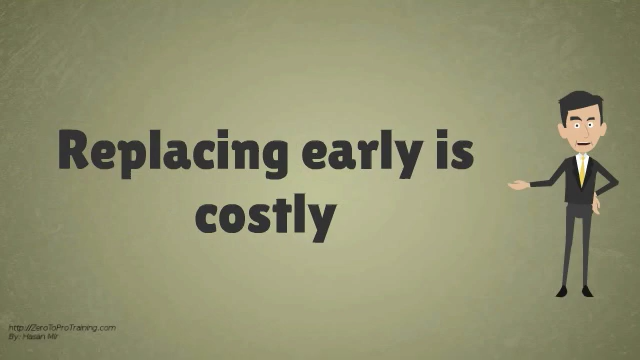 Replacing early is
costly
http://ZeroToProTraining.com
By: Hasan Mir